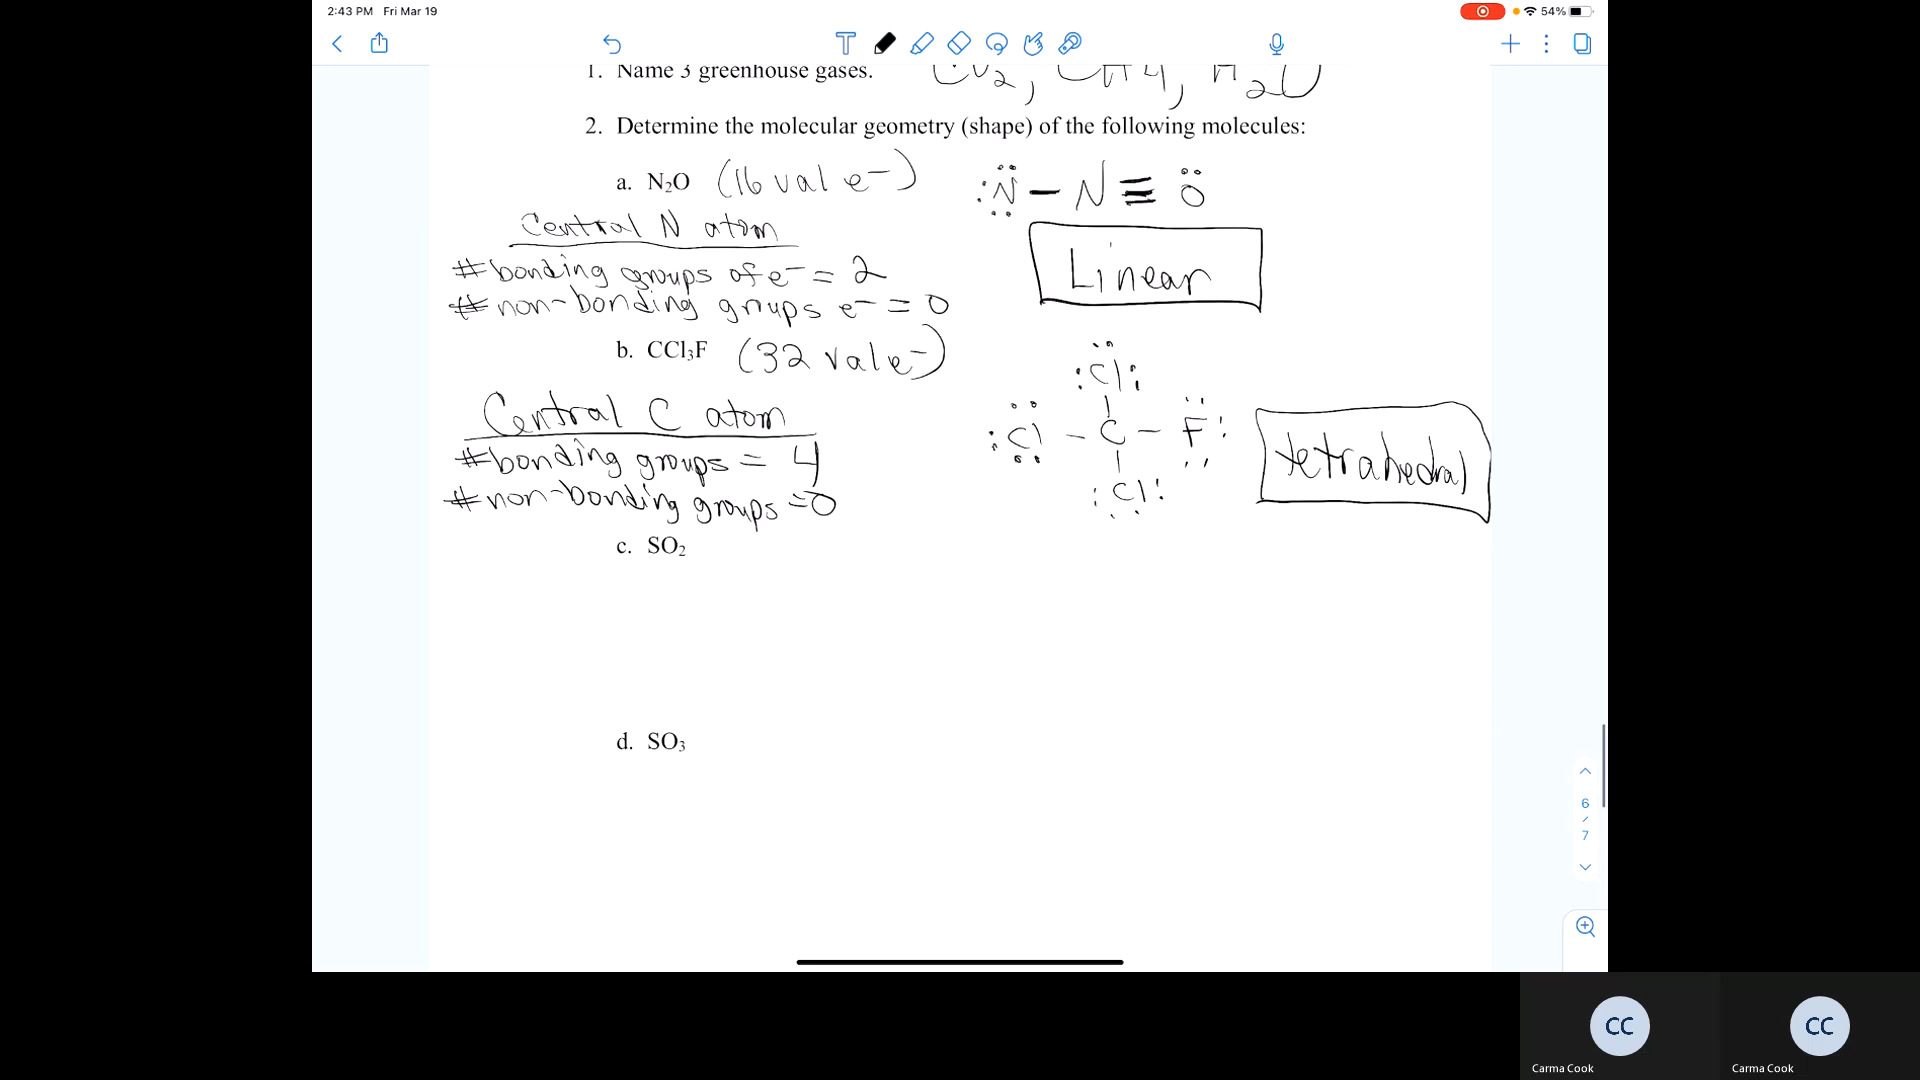 2:43 PM Fri Mar 19
54%
1. Name 3 greenhouse gases. CO2, CH4, H2O
2. Determine the molecular geometry (shape) of the following molecules:
a. N₂O (16 val e-) :N̈ - N ≡ Ö
Central N atom
#bonding groups of e- = 2
Linear
#non-bonding groups e- = 0
b. CCl₃F (32 val e-)
:Cl:
Central C atom
:Cl - C - F:
tetrahedral
#bonding groups = 4
:Cl:
#non-bonding groups = 0
c. SO₂
d. SO₃
6
/
7
CC CC
Carma Cook Carma Cook